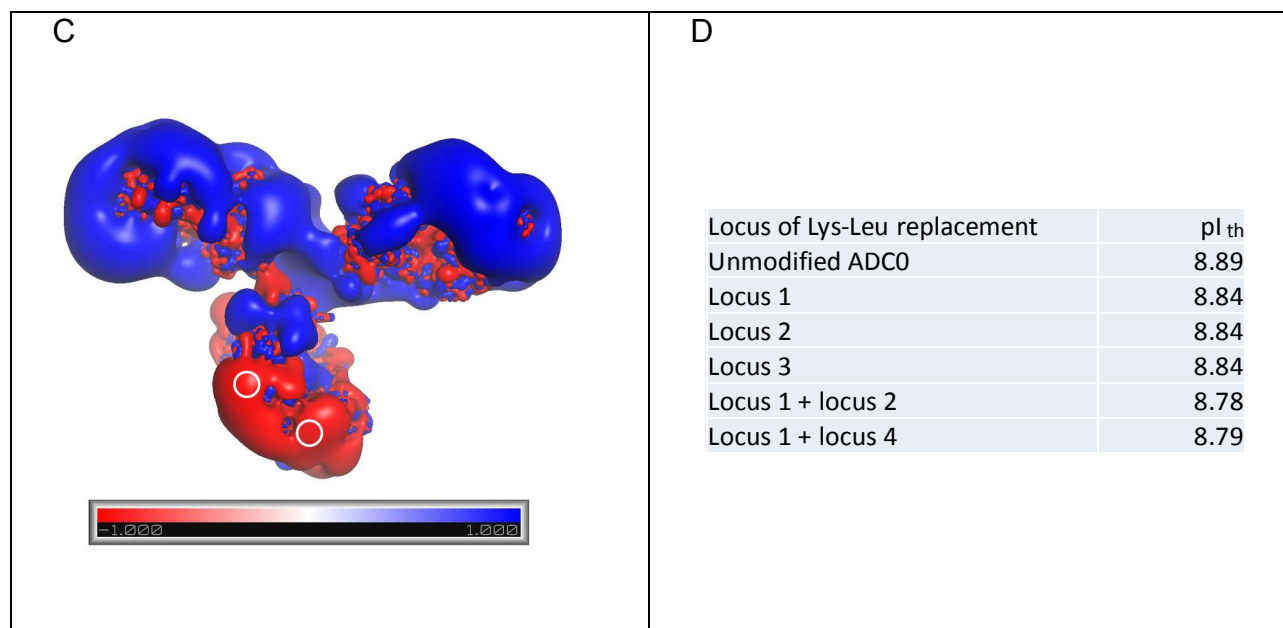 C
D
-1.000
1.000
Locus of Lys-Leu replacement pI th
Unmodified ADC0 8.89
Locus 1 8.84
Locus 2 8.84
Locus 3 8.84
Locus 1 + locus 2 8.78
Locus 1 + locus 4 8.79